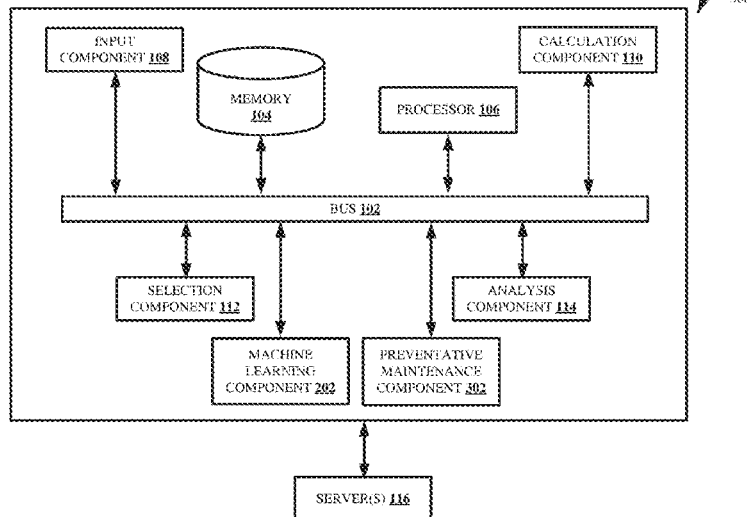 INPUT
COMPONENT 108
MEMORY
104
PROCESSOR 106
CALCULATION
COMPONENT 110
BUS 102
SELECTION
COMPONENT 112
ANALYSIS
COMPONENT 114
MACHINE
LEARNING
COMPONENT 202
PREVENTATIVE
MAINTENANCE
COMPONENT 302
SERVER(S) 116